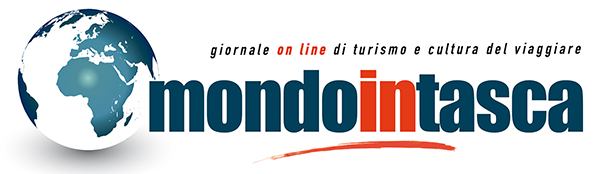 giornale on line di turismo e cultura del viaggiare
mondointasca